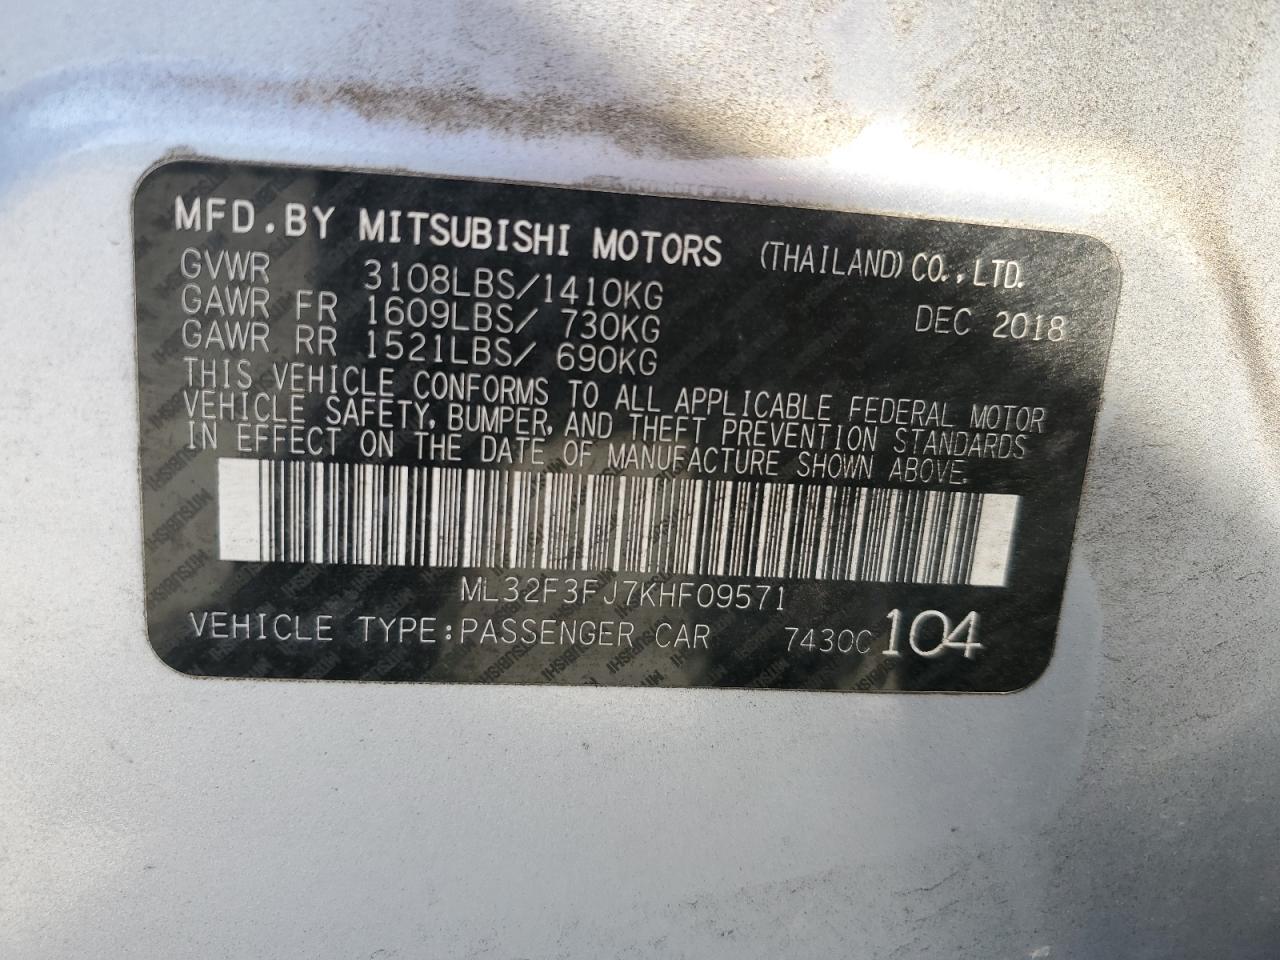 MFD.BY MITSUBISHI MOTORS (THAILAND) CO.,LTD.
GVWR 3108LBS/1410KG
GAWR FR 1609LBS/ 730KG DEC 2018
GAWR RR 1521LBS/ 690KG
THIS VEHICLE CONFORMS TO ALL APPLICABLE FEDERAL MOTOR
VEHICLE SAFETY, BUMPER, AND THEFT PREVENTION STANDARDS
IN EFFECT ON THE DATE OF MANUFACTURE SHOWN ABOVE.
ML32F3FJ7KHF09571
VEHICLE TYPE:PASSENGER CAR 7430C 104